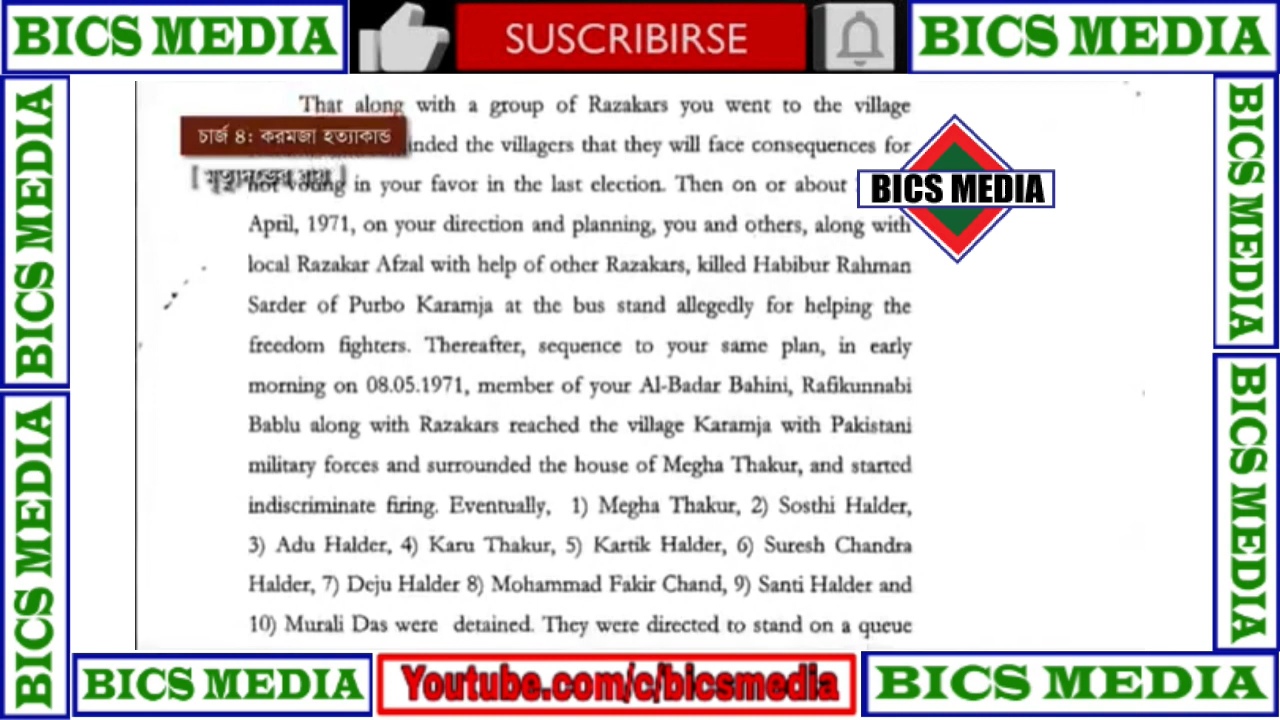 BICS MEDIA
SUSCRIBIRSE
BICS MEDIA
BICS MEDIA
BICS MEDIA
BICS MEDIA
BICS MEDIA
That along with a group of Razakars you went to the village
চার্জ ৪: করমজা হত্যাকান্ড
nded the villagers that they will face consequences for
in your favor in the last election. Then on or about
April, 1971, on your direction and planning, you and others, along with
local Razakar Afzal with help of other Razakars, killed Habibur Rahman
Sarder of Purbo Karamja at the bus stand allegedly for helping the
freedom fighters. Thereafter, sequence to your same plan, in early
morning on 08.05.1971, member of your Al-Badar Bahini, Rafikunnabi
Bablu along with Razakars reached the village Karamja with Pakistani
military forces and surrounded the house of Megha Thakur, and started
indiscriminate firing. Eventually, 1) Megha Thakur, 2) Sosthi Halder,
3) Adu Halder, 4) Karu Thakur, 5) Kartik Halder, 6) Suresh Chandra
Halder, 7) Deju Halder 8) Mohammad Fakir Chand, 9) Santi Halder and
10) Murali Das were detained. They were directed to stand on a queue
BICS MEDIA
BICS MEDIA
BICS MEDIA
Youtube.com/c/bicsmedia
BICS MEDIA